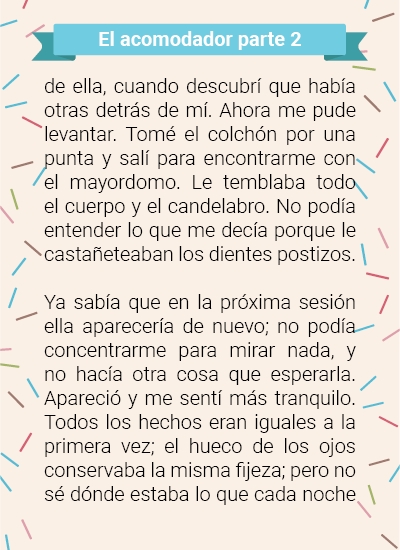 El acomodador parte 2
de ella, cuando descubrí que había
otras detrás de mí. Ahora me pude
levantar. Tomé el colchón por una
punta y salí para encontrarme con
el mayordomo. Le temblaba todo
el cuerpo y el candelabro. No podía
entender lo que me decía porque le
castañeteaban los dientes postizos.
Ya sabía que en la próxima sesión
ella aparecería de nuevo; no podía
concentrarme para mirar nada, y
no hacía otra cosa que esperarla.
Apareció y me sentí más tranquilo.
Todos los hechos eran iguales a la
primera vez; el hueco de los ojos
conservaba la misma fijeza; pero no
sé dónde estaba lo que cada noche